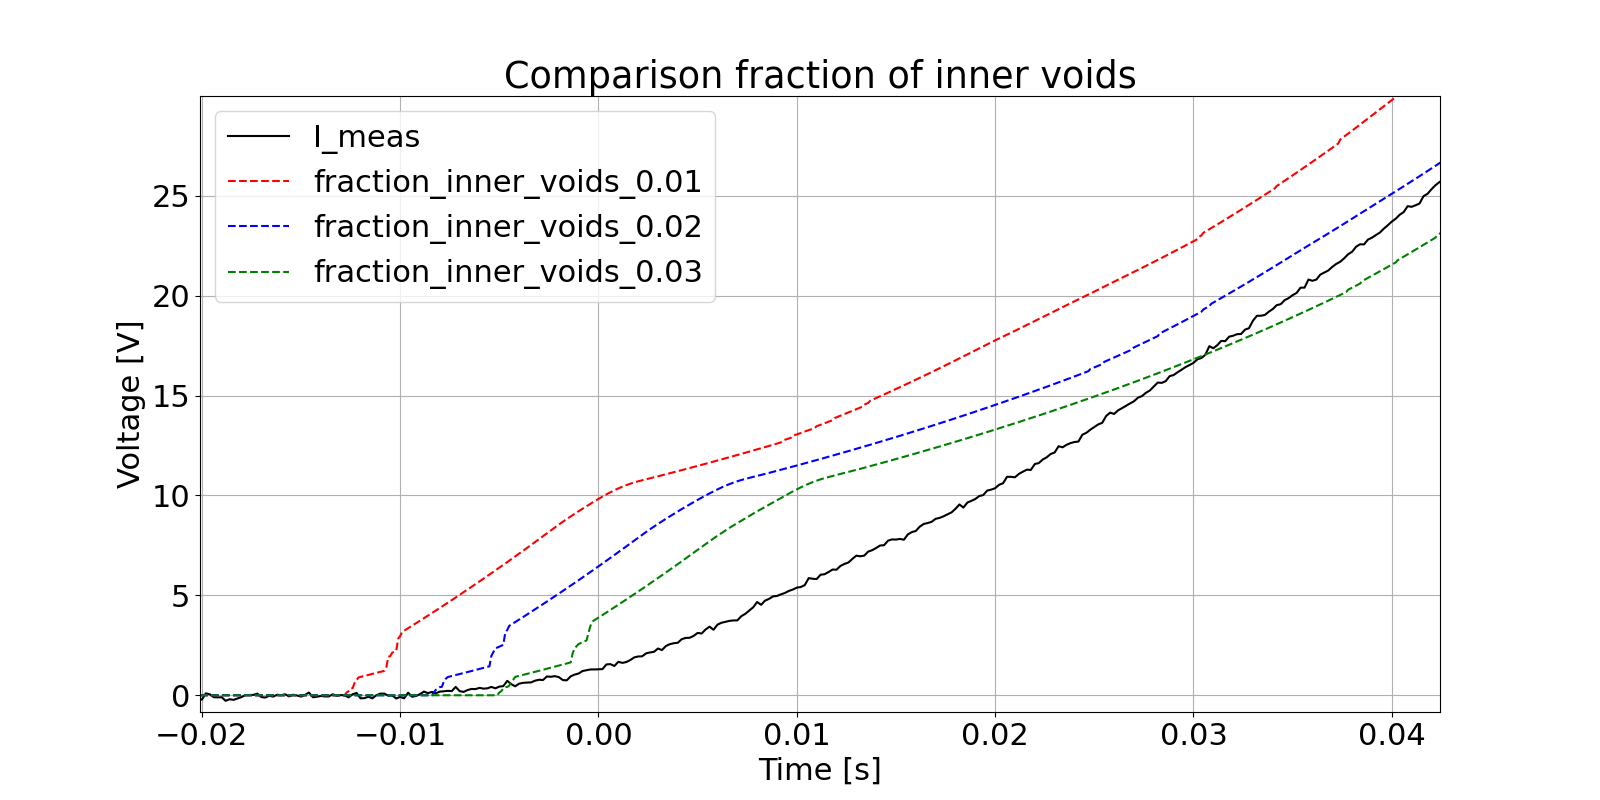 Comparison fraction of inner voids
I_meas
fraction_inner_voids_0.01
fraction_inner_voids_0.02
fraction_inner_voids_0.03
Voltage [V]
25
20
15
10
5
0
−0.02 −0.01 0.00 0.01 0.02 0.03 0.04
Time [s]